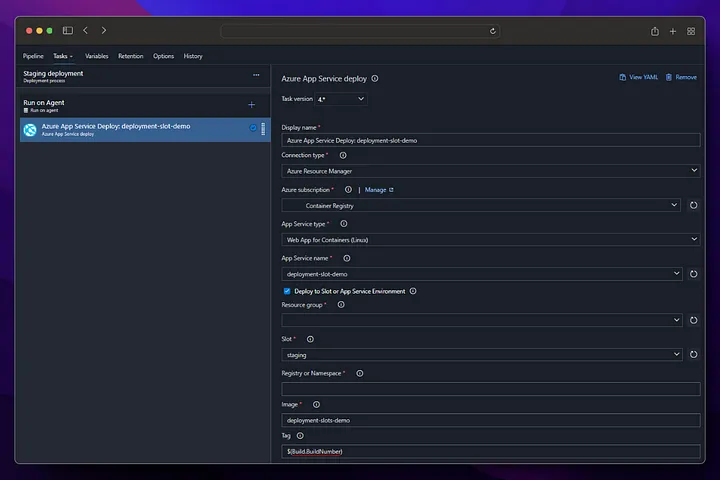 Pipeline Tasks Variables Retention Options History
Staging deployment
Deployment process
Run on Agent
Run on agent
Azure App Service Deploy: deployment-slot-demo
Azure App Service deploy
Azure App Service deploy
View YAML
Remove
Task version 4.*
Display name *
Azure App Service Deploy: deployment-slot-demo
Connection type *
Azure Resource Manager
Azure subscription * | Manage
Container Registry
App Service type *
Web App for Containers (Linux)
App Service name *
deployment-slot-demo
Deploy to Slot or App Service Environment
Resource group *
Slot *
staging
Registry or Namespace *
Image *
deployment-slots-demo
Tag
$(Build.BuildNumber)